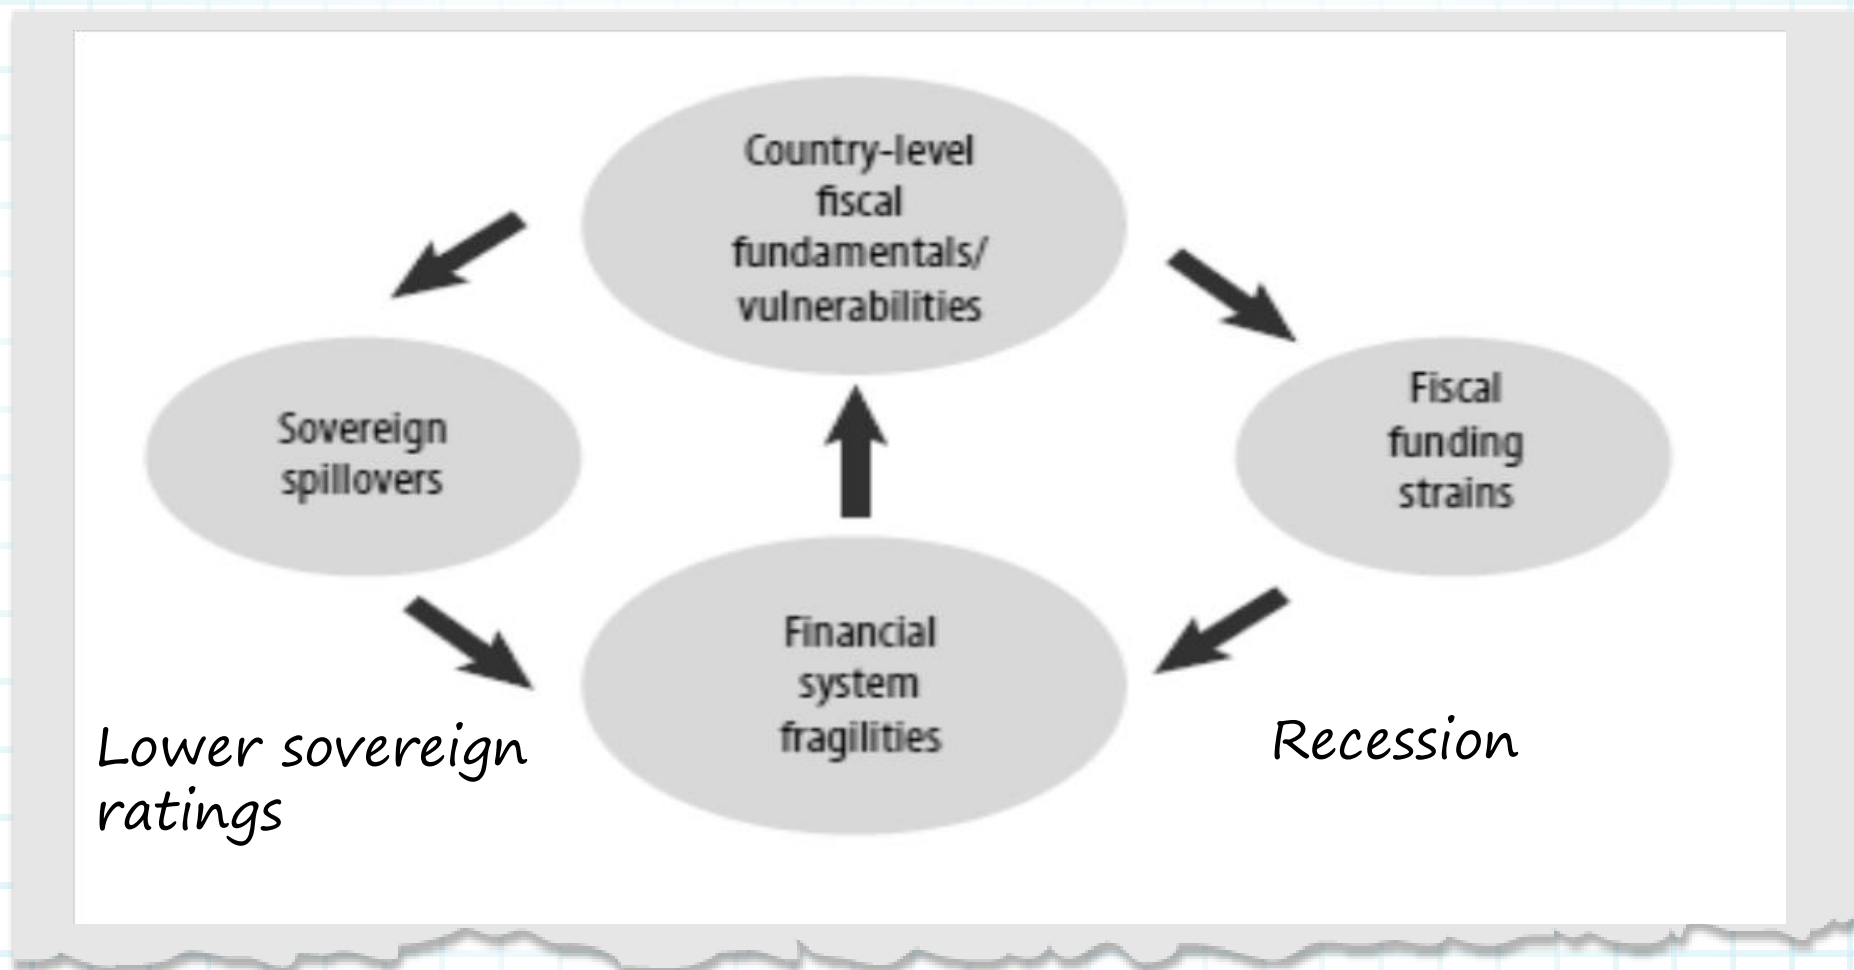 Country-level
fiscal
fundamentals/
vulnerabilities
Sovereign
spillovers
Fiscal
funding
strains
Financial
system
fragilities
Lower sovereign
ratings
Recession